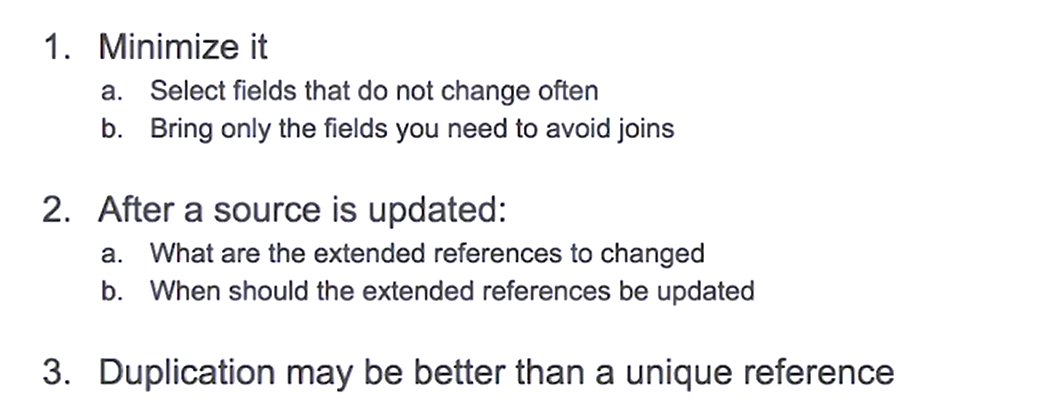 1. Minimize it
a. Select fields that do not change often
b. Bring only the fields you need to avoid joins
2. After a source is updated:
a. What are the extended references to changed
b. When should the extended references be updated
3. Duplication may be better than a unique reference